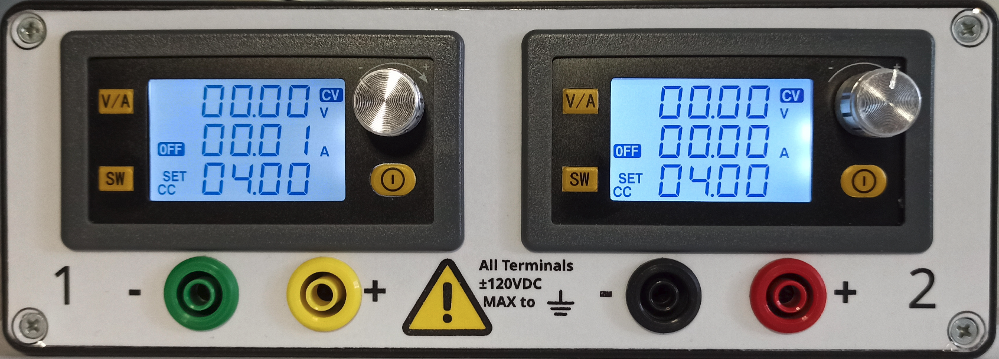 V/A
00.00 CV
V
00.01
OFF A
SET 04.00
CC
SW
- +
V/A
00.00 CV
V
00.00
OFF A
SET 04.00
CC
SW
- +
1 - +
All Terminals
±120VDC
MAX to
- + 2